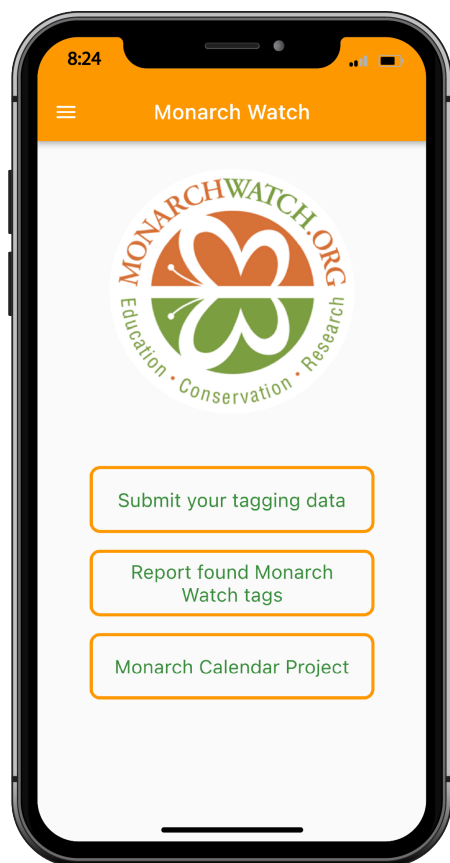 8:24
Monarch Watch
MONARCHWATCH.ORG
Education · Conservation · Research
Submit your tagging data
Report found Monarch
Watch tags
Monarch Calendar Project